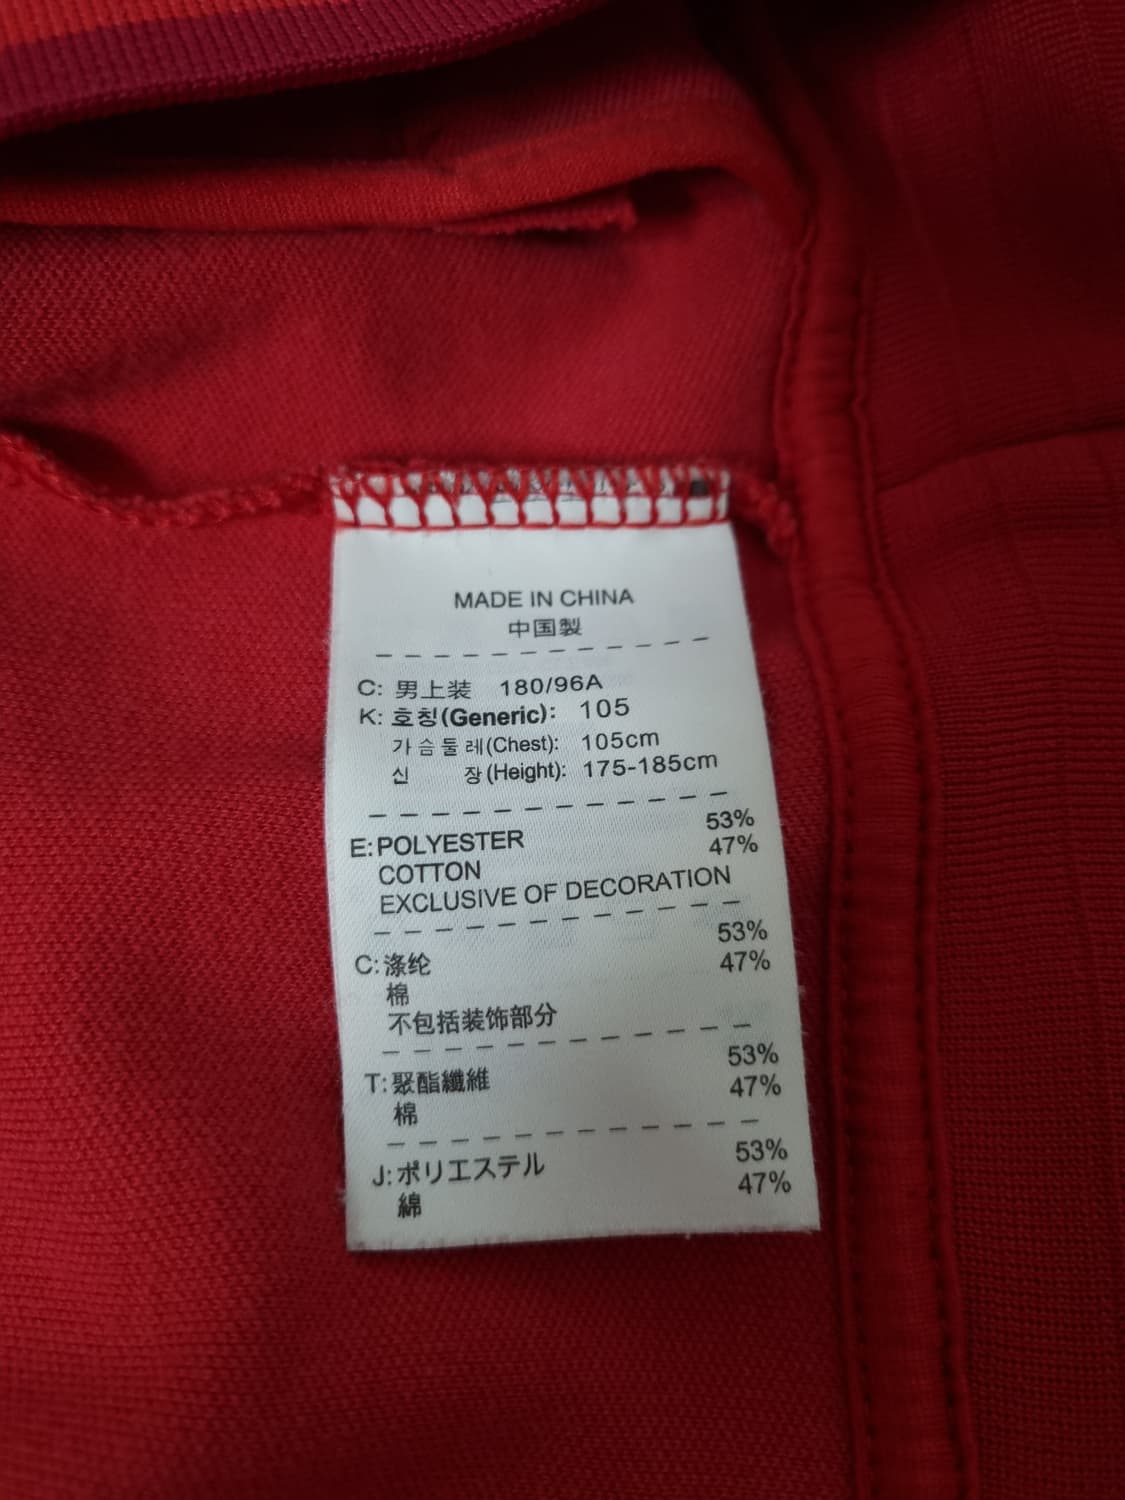 MADE IN CHINA
中国製
C: 男上装 180/96A
K: 호칭(Generic): 105
가슴둘레(Chest): 105cm
신 장(Height): 175-185cm
E:POLYESTER 53%
COTTON 47%
EXCLUSIVE OF DECORATION
C:涤纶 53%
棉 47%
不包括装饰部分
T:聚酯纖維 53%
棉 47%
J:ポリエステル 53%
綿 47%